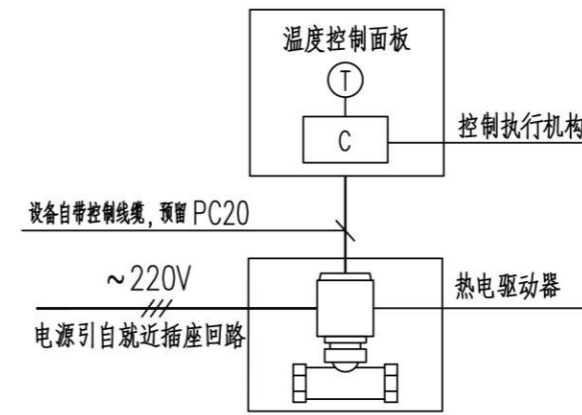 温度控制面板
T
C
控制执行机构
设备自带控制线缆,预留PC20
~220V
热电驱动器
电源引自就近插座回路